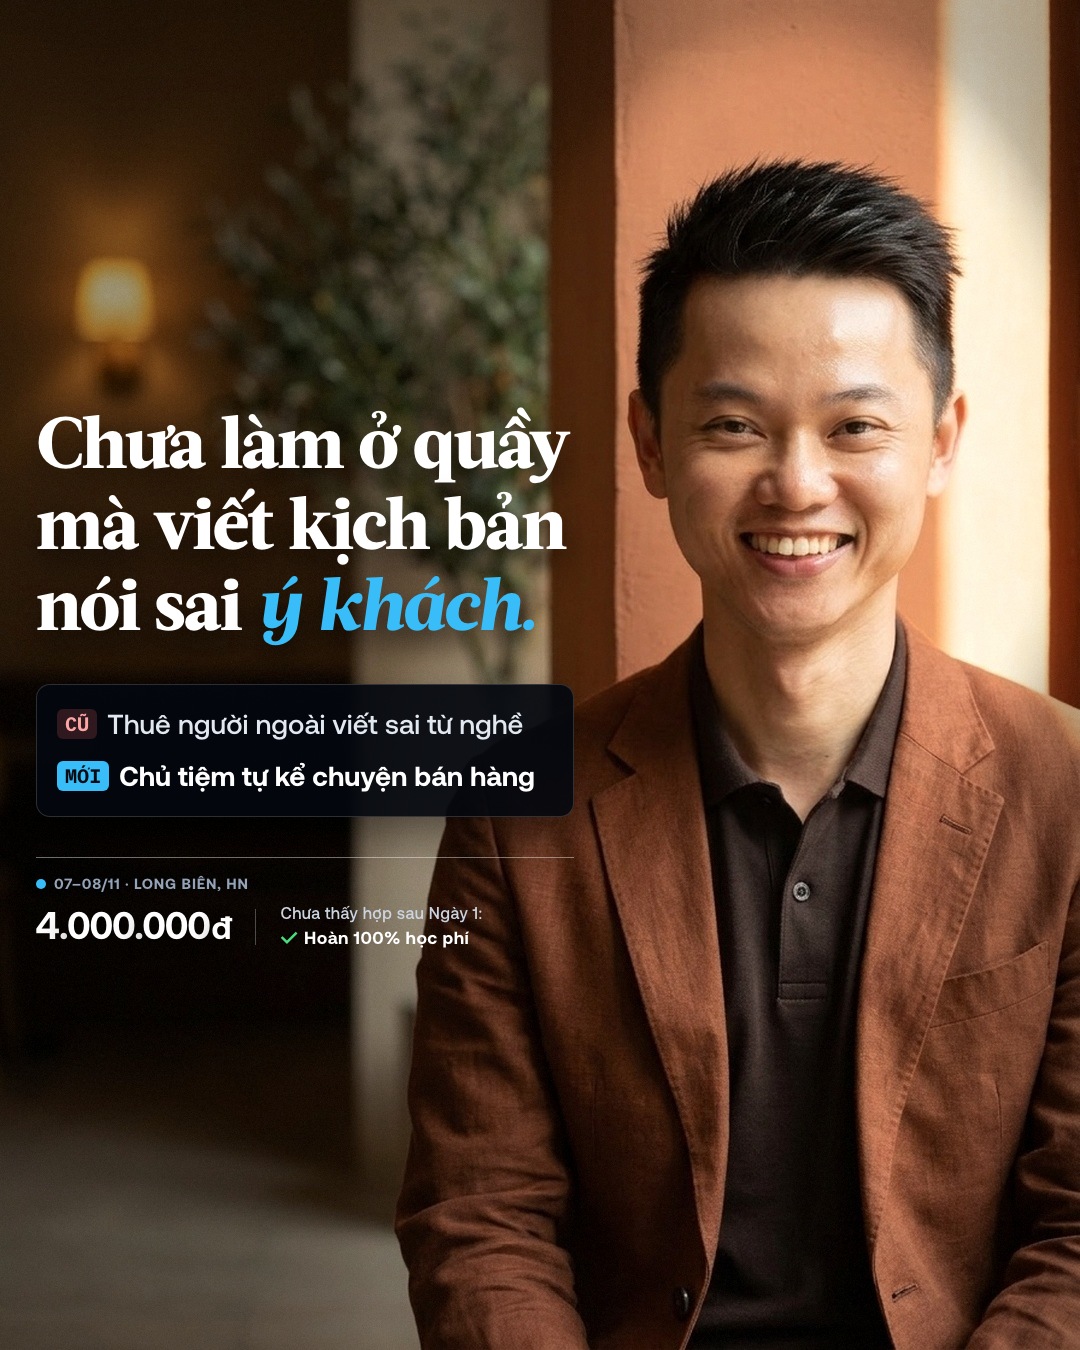 Chưa làm ở quầy
mà viết kịch bản
nói sai ý khách.
CŨ Thuê người ngoài viết sai từ nghề
MỚI Chủ tiệm tự kể chuyện bán hàng
07–08/11 · LONG BIÊN, HN
4.000.000đ
Chưa thấy hợp sau Ngày 1:
Hoàn 100% học phí